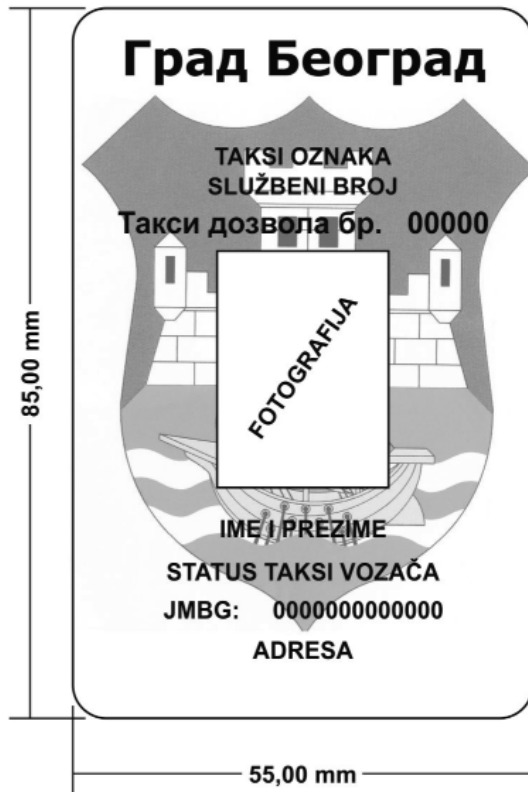 Град Београд
TAKSI OZNAKA
SLUŽBENI BROJ
Такси дозвола бр. 00000
FOTOGRAFIJA
85,00 mm
IME I PREZIME
STATUS TAKSI VOZAČA
JMBG: 0000000000000
ADRESA
55,00 mm